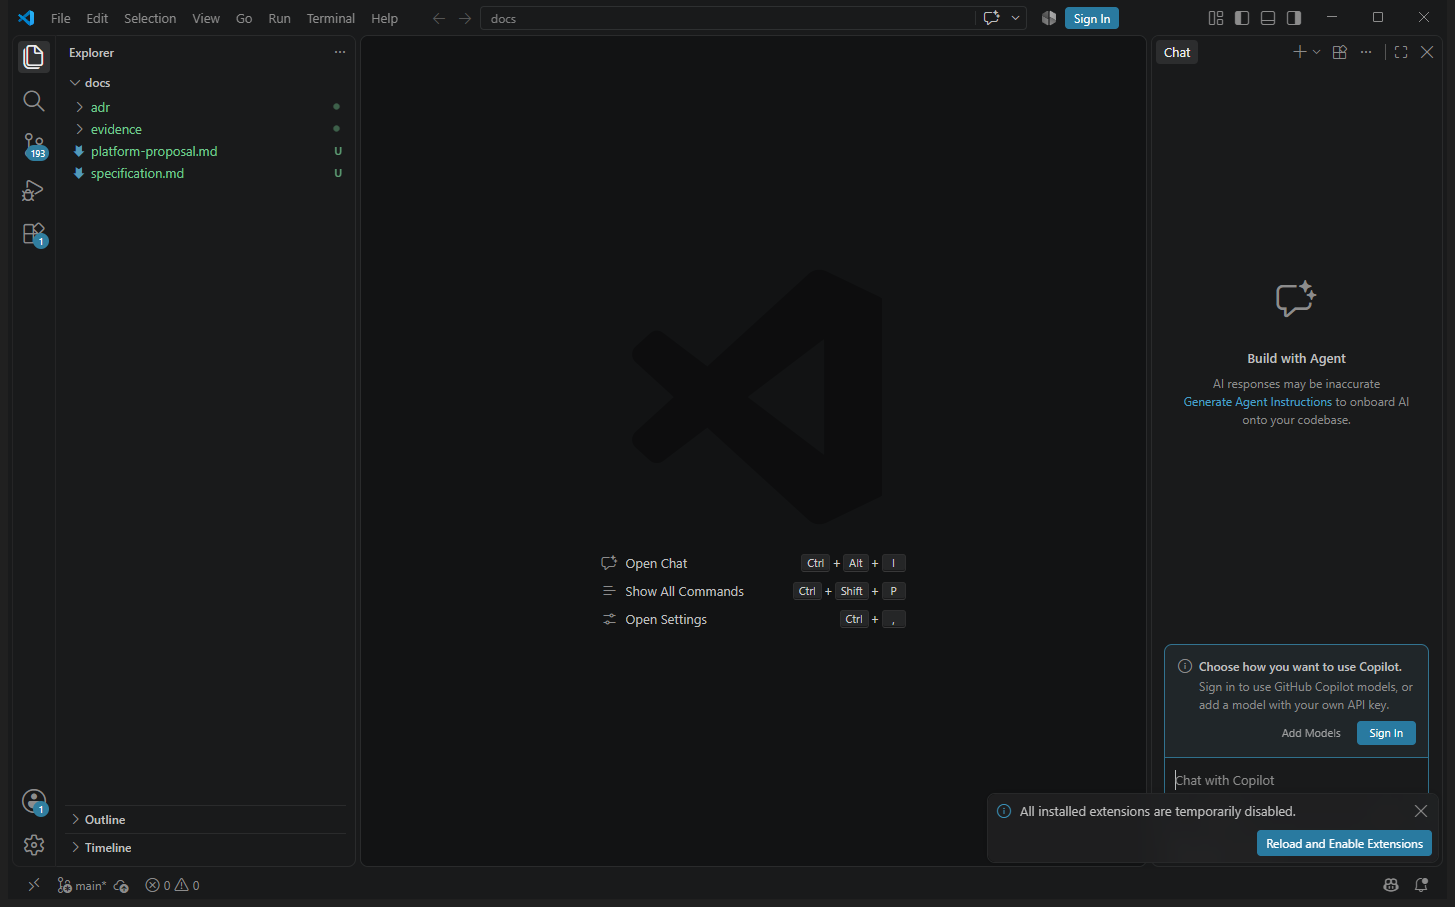 File Edit Selection View Go Run Terminal Help
docs
Sign In
Explorer
docs
adr
evidence
platform-proposal.md U
specification.md U
193
1
Open Chat Ctrl + Alt + I
Show All Commands Ctrl + Shift + P
Open Settings Ctrl + ,
Chat
Build with Agent
AI responses may be inaccurate
Generate Agent Instructions to onboard AI
onto your codebase.
Choose how you want to use Copilot.
Sign in to use GitHub Copilot models, or
add a model with your own API key.
Add Models Sign In
Chat with Copilot
All installed extensions are temporarily disabled.
Reload and Enable Extensions
1
Outline
Timeline
main* 0 0